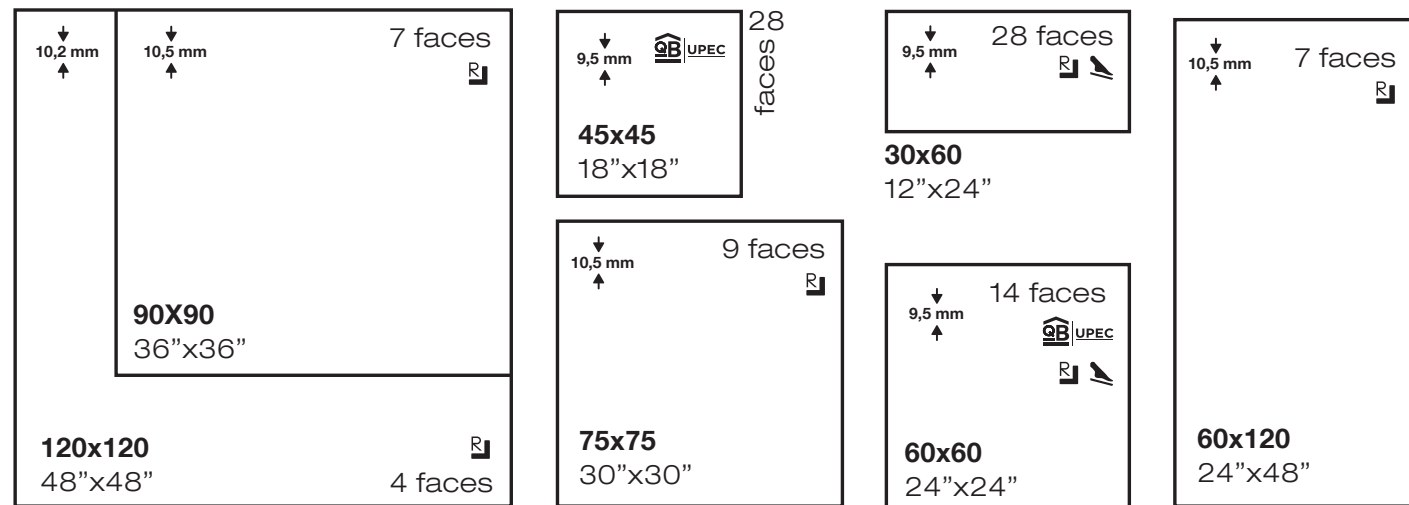 10,2 mm
10,5 mm
7 faces
R
90X90
36”x36”
120x120
48”x48”
R
4 faces
9,5 mm
QB UPEC
28
faces
45x45
18”x18”
10,5 mm
9 faces
R
75x75
30”x30”
9,5 mm
28 faces
R
30x60
12”x24”
9,5 mm
14 faces
QB UPEC
R
60x60
24”x24”
10,5 mm
7 faces
R
60x120
24”x48”